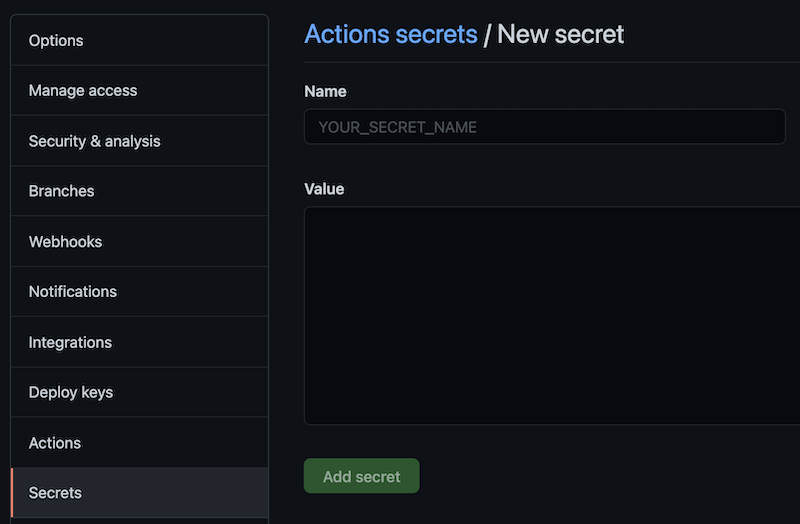 Options
Manage access
Security & analysis
Branches
Webhooks
Notifications
Integrations
Deploy keys
Actions
Secrets
Actions secrets / New secret
Name
YOUR_SECRET_NAME
Value
Add secret